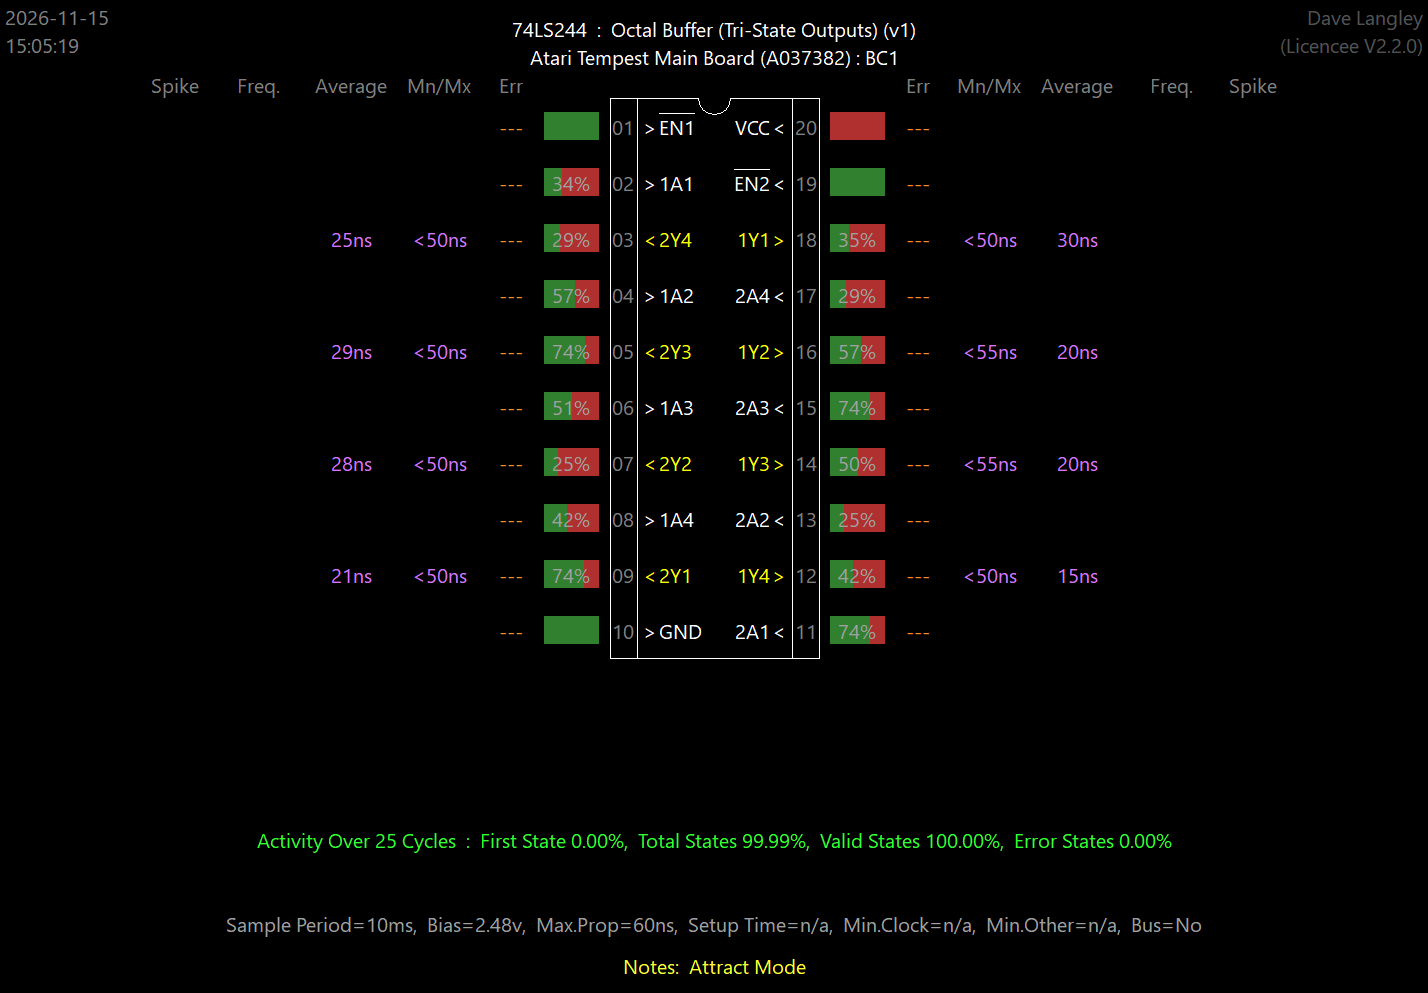 2026-11-15
15:05:19
74LS244 : Octal Buffer (Tri-State Outputs) (v1)
Atari Tempest Main Board (A037382) : BC1
Dave Langley
(Licencee V2.2.0)
Spike Freq. Average Mn/Mx Err Err Mn/Mx Average Freq. Spike
--- 01 >EN1 VCC< 20 ---
--- 34% 02 >1A1 EN2< 19 ---
25ns <50ns --- 29% 03 <2Y4 1Y1> 18 35% --- <50ns 30ns
--- 57% 04 >1A2 2A4< 17 29% ---
29ns <50ns --- 74% 05 <2Y3 1Y2> 16 57% --- <55ns 20ns
--- 51% 06 >1A3 2A3< 15 74% ---
28ns <50ns --- 25% 07 <2Y2 1Y3> 14 50% --- <55ns 20ns
--- 42% 08 >1A4 2A2< 13 25% ---
21ns <50ns --- 74% 09 <2Y1 1Y4> 12 42% --- <50ns 15ns
--- 10 >GND 2A1< 11 74% ---
Activity Over 25 Cycles : First State 0.00%, Total States 99.99%, Valid States 100.00%, Error States 0.00%
Sample Period=10ms, Bias=2.48v, Max.Prop=60ns, Setup Time=n/a, Min.Clock=n/a, Min.Other=n/a, Bus=No
Notes: Attract Mode